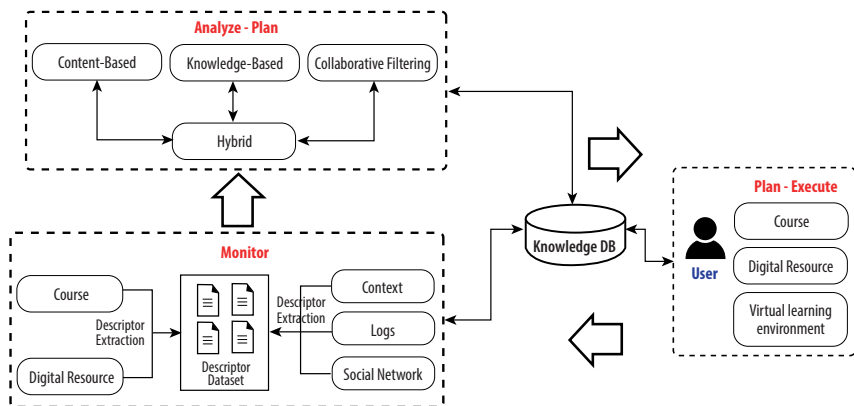 Analyze - Plan
Content-Based
Knowledge-Based
Collaborative Filtering
Hybrid
Monitor
Course
Digital Resource
Descriptor
Extraction
Descriptor
Dataset
Descriptor
Extraction
Context
Logs
Social Network
Knowledge DB
Plan - Execute
User
Course
Digital Resource
Virtual learning
environment